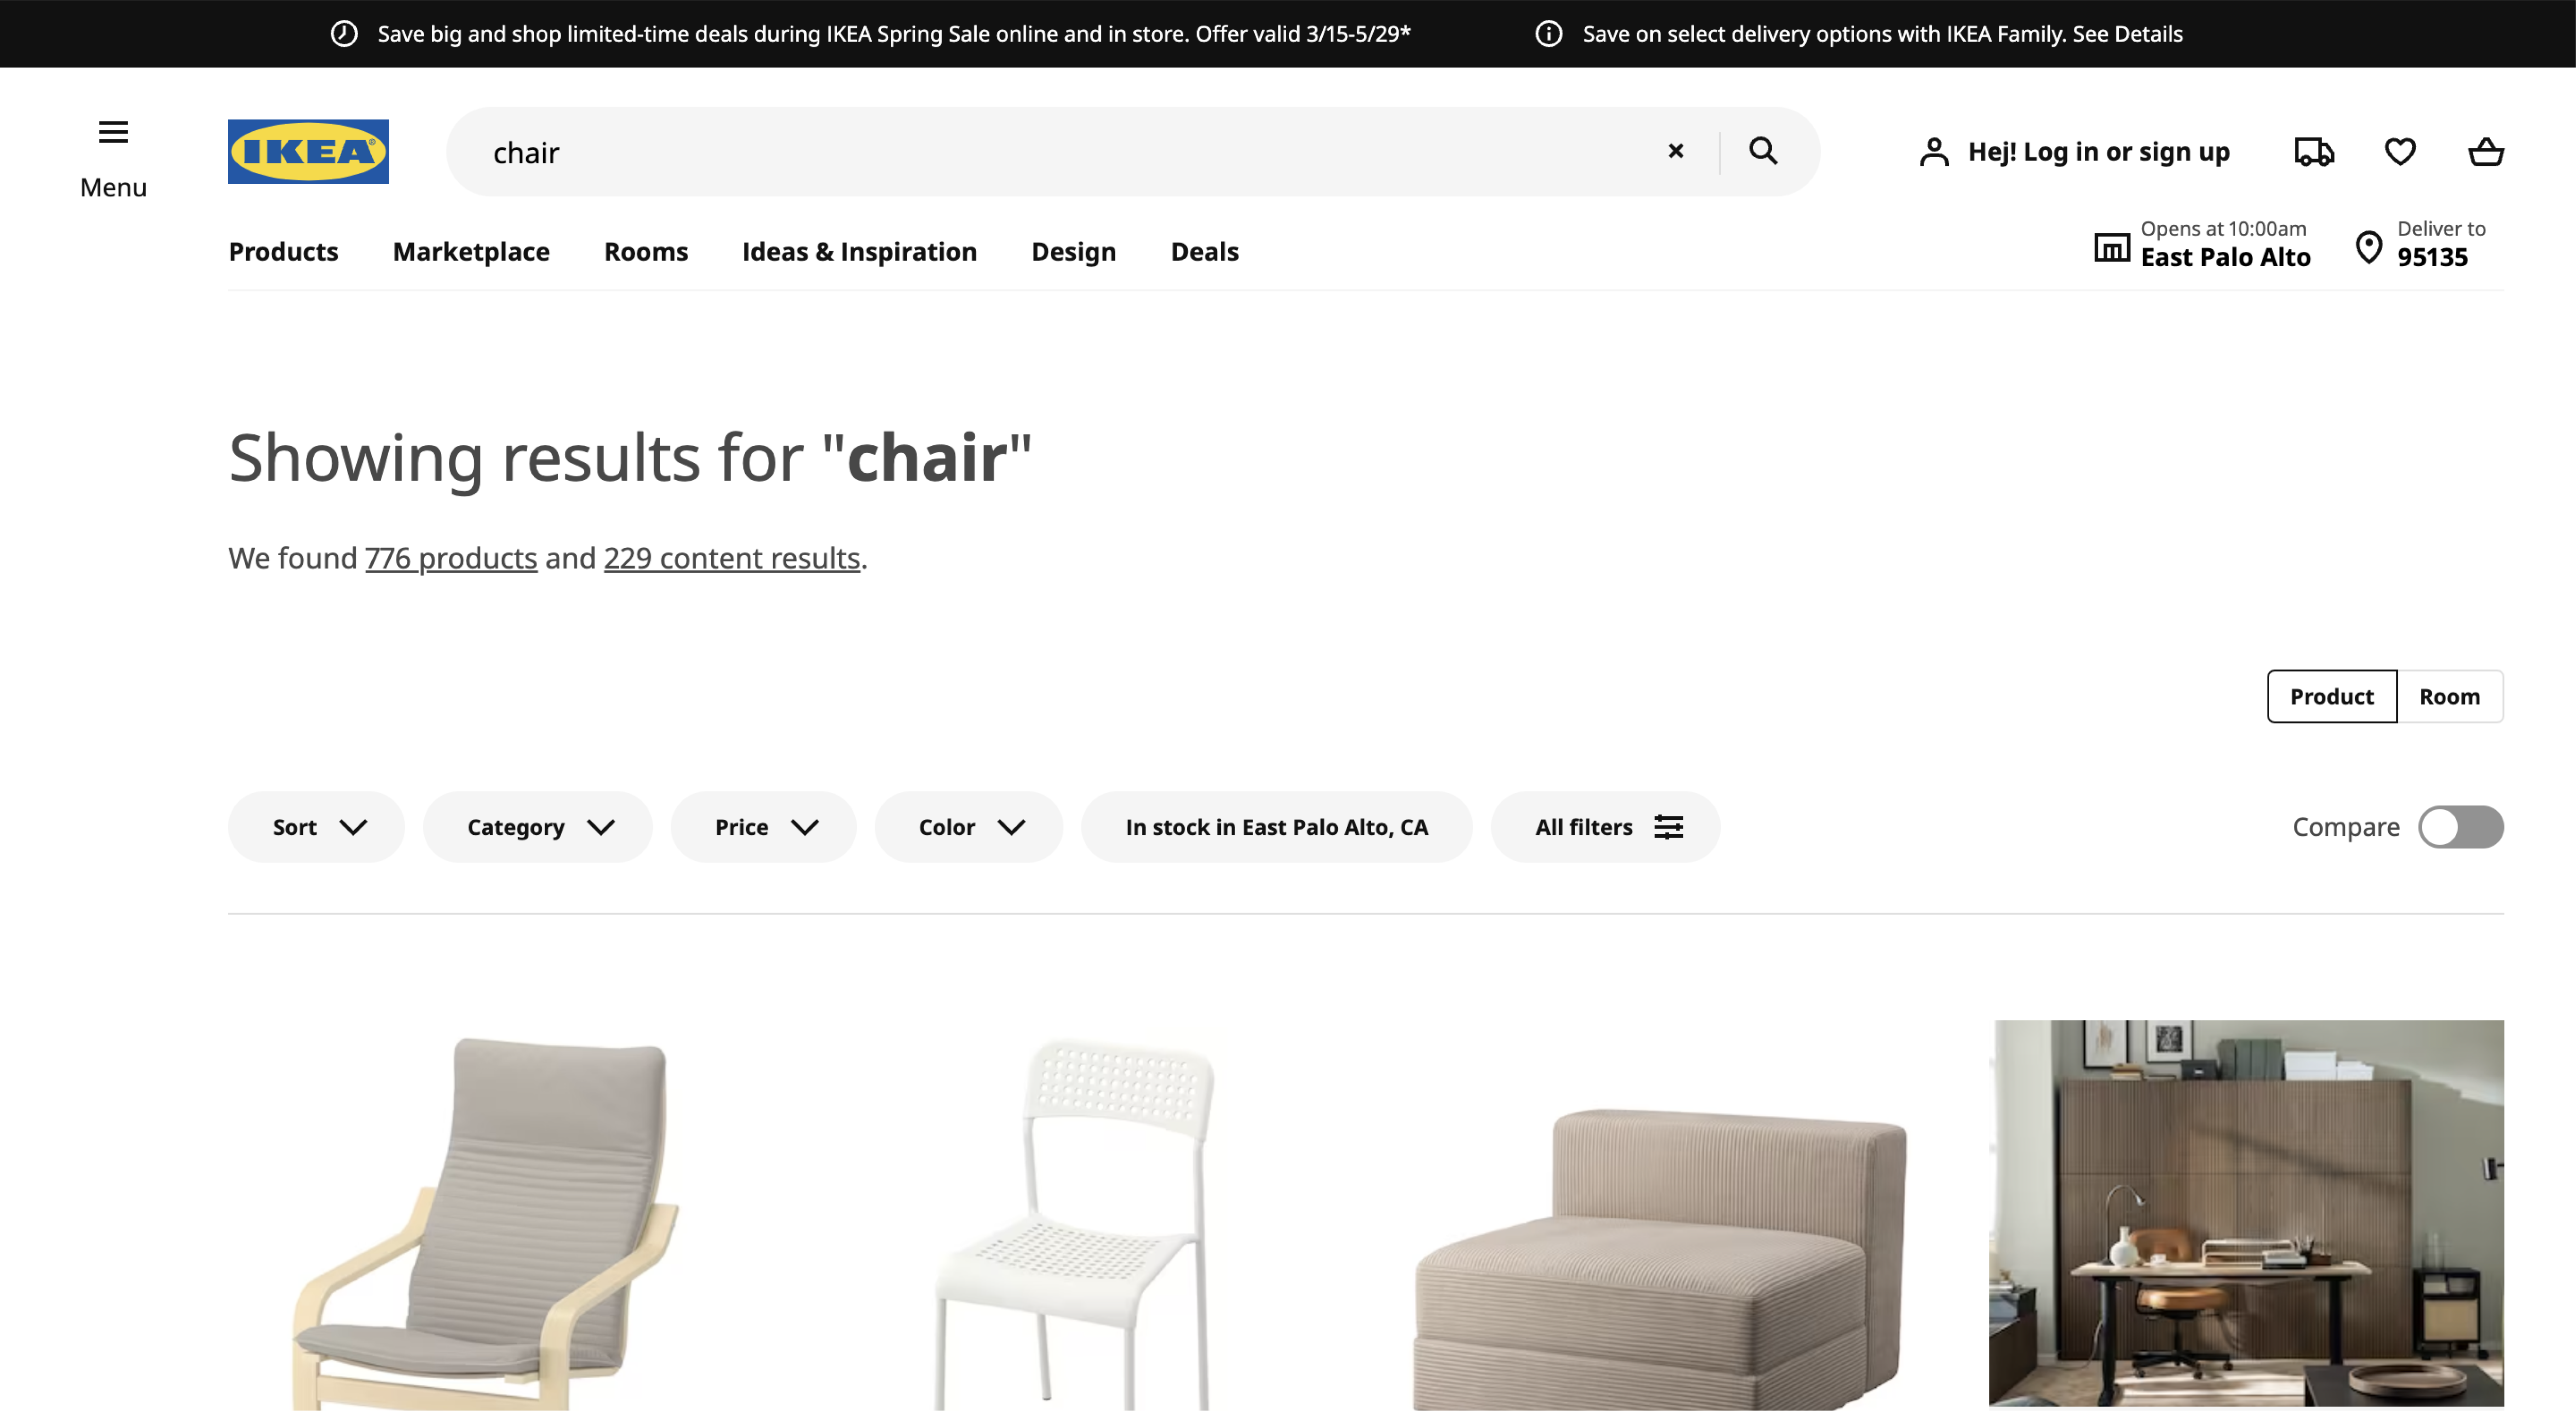 Save big and shop limited-time deals during IKEA Spring Sale online and in store. Offer valid 3/15-5/29*
Save on select delivery options with IKEA Family. See Details
Menu
IKEA®
chair
Hej! Log in or sign up
Products
Marketplace
Rooms
Ideas & Inspiration
Design
Deals
Opens at 10:00am
East Palo Alto
Deliver to
95135
Showing results for "chair"
We found 776 products and 229 content results.
Product
Room
Sort
Category
Price
Color
In stock in East Palo Alto, CA
All filters
Compare